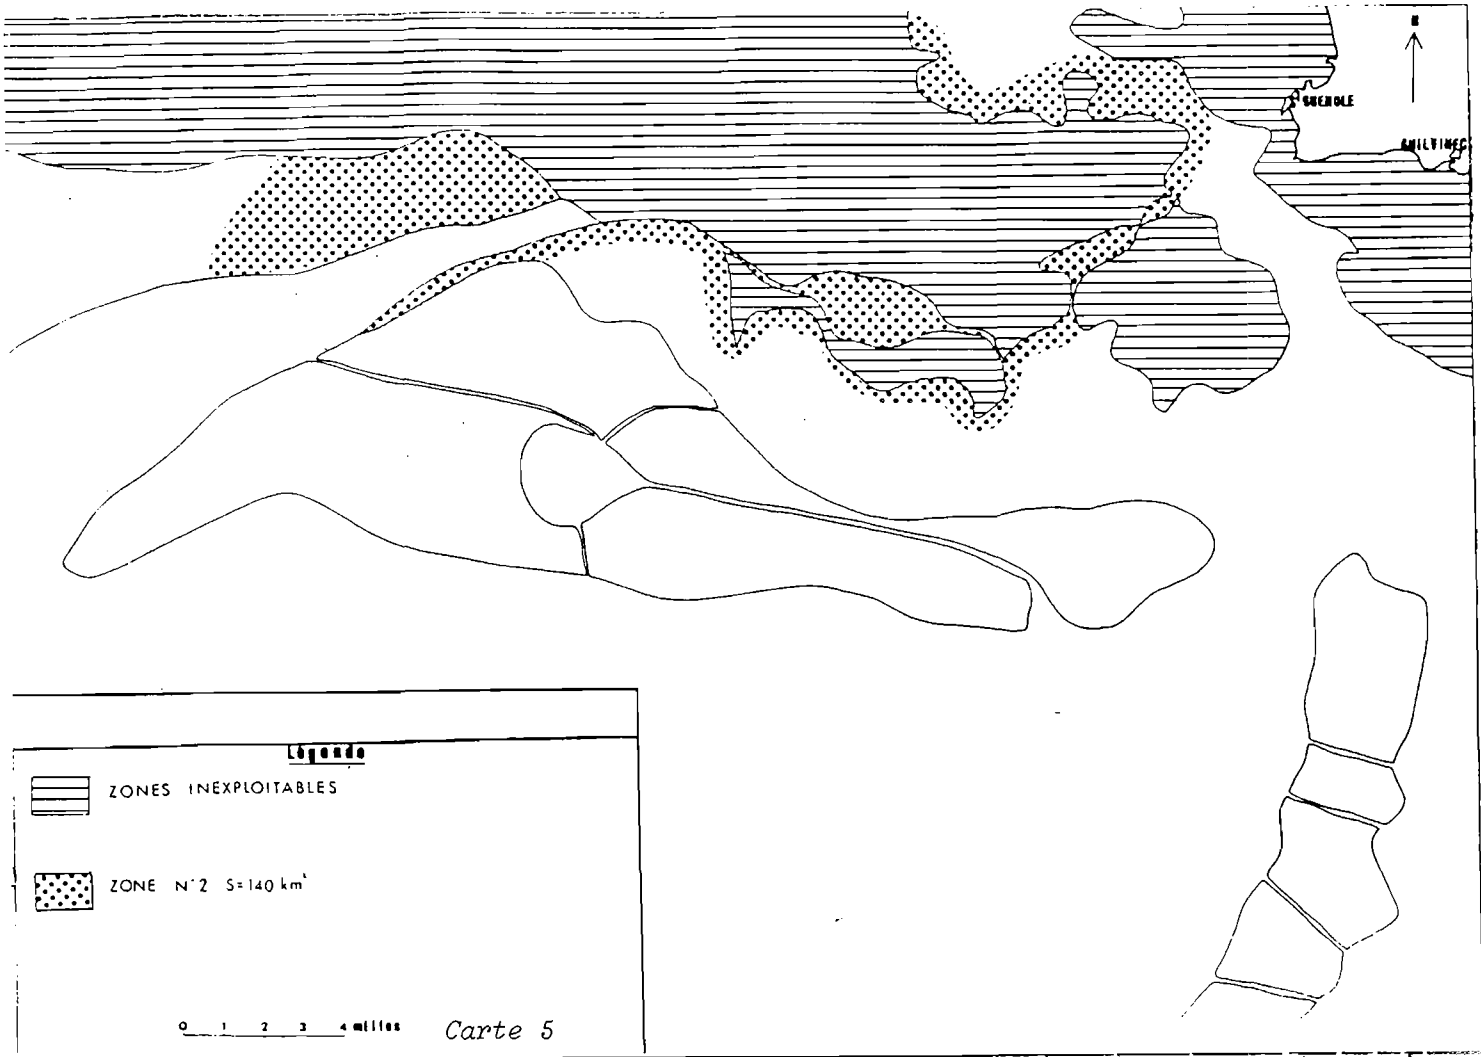 N
GUENOLE
GUILVINEC
Légende
ZONES INEXPLOITABLES
ZONE N°2 S=140 km²
0 1 2 3 4 milles
Carte 5